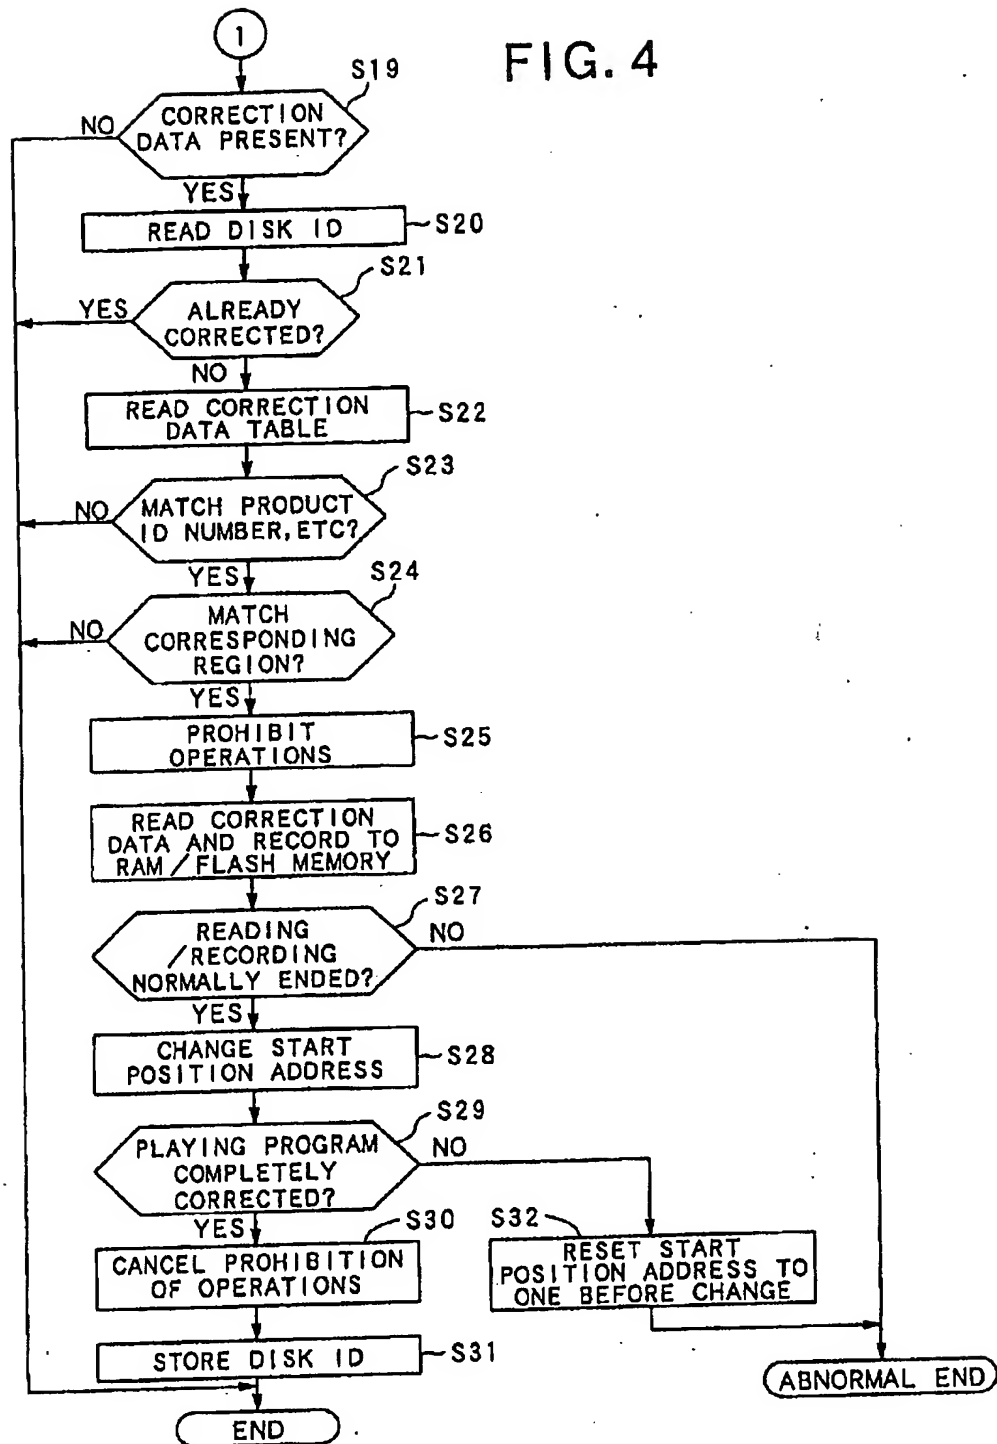 1
FIG. 4
S19
CORRECTION
DATA PRESENT?
NO
YES
READ DISK ID
S20
S21
ALREADY
CORRECTED?
YES
NO
READ CORRECTION
DATA TABLE
S22
S23
MATCH PRODUCT
ID NUMBER, ETC?
NO
YES
S24
MATCH
CORRESPONDING
REGION?
NO
YES
PROHIBIT
OPERATIONS
S25
READ CORRECTION
DATA AND RECORD TO
RAM/FLASH MEMORY
S26
S27
READING
/RECORDING
NORMALLY ENDED?
NO
YES
CHANGE START
POSITION ADDRESS
S28
S29
PLAYING PROGRAM
COMPLETELY
CORRECTED?
NO
YES
S30
CANCEL PROHIBITION
OF OPERATIONS
S32
RESET START
POSITION ADDRESS TO
ONE BEFORE CHANGE
STORE DISK ID
S31
ABNORMAL END
END